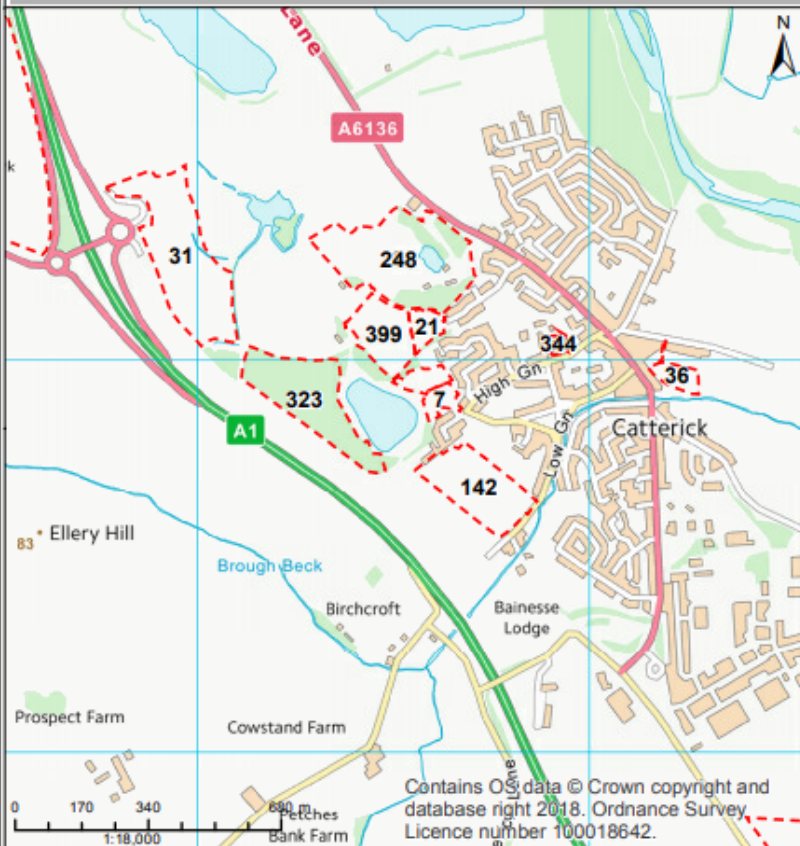 Lane
N
A6136
k
31
248
399
21
344
High Gn
36
323
7
A1
Catterick
Low Gn
142
83
Ellery Hill
Brough Beck
Birchcroft
Bainesse
Lodge
Prospect Farm
Cowstand Farm
Lane
0 170 340 680 m
1:18,000
Petches
Bank Farm
Contains OS data © Crown copyright and
database right 2018. Ordnance Survey
Licence number 100018642.